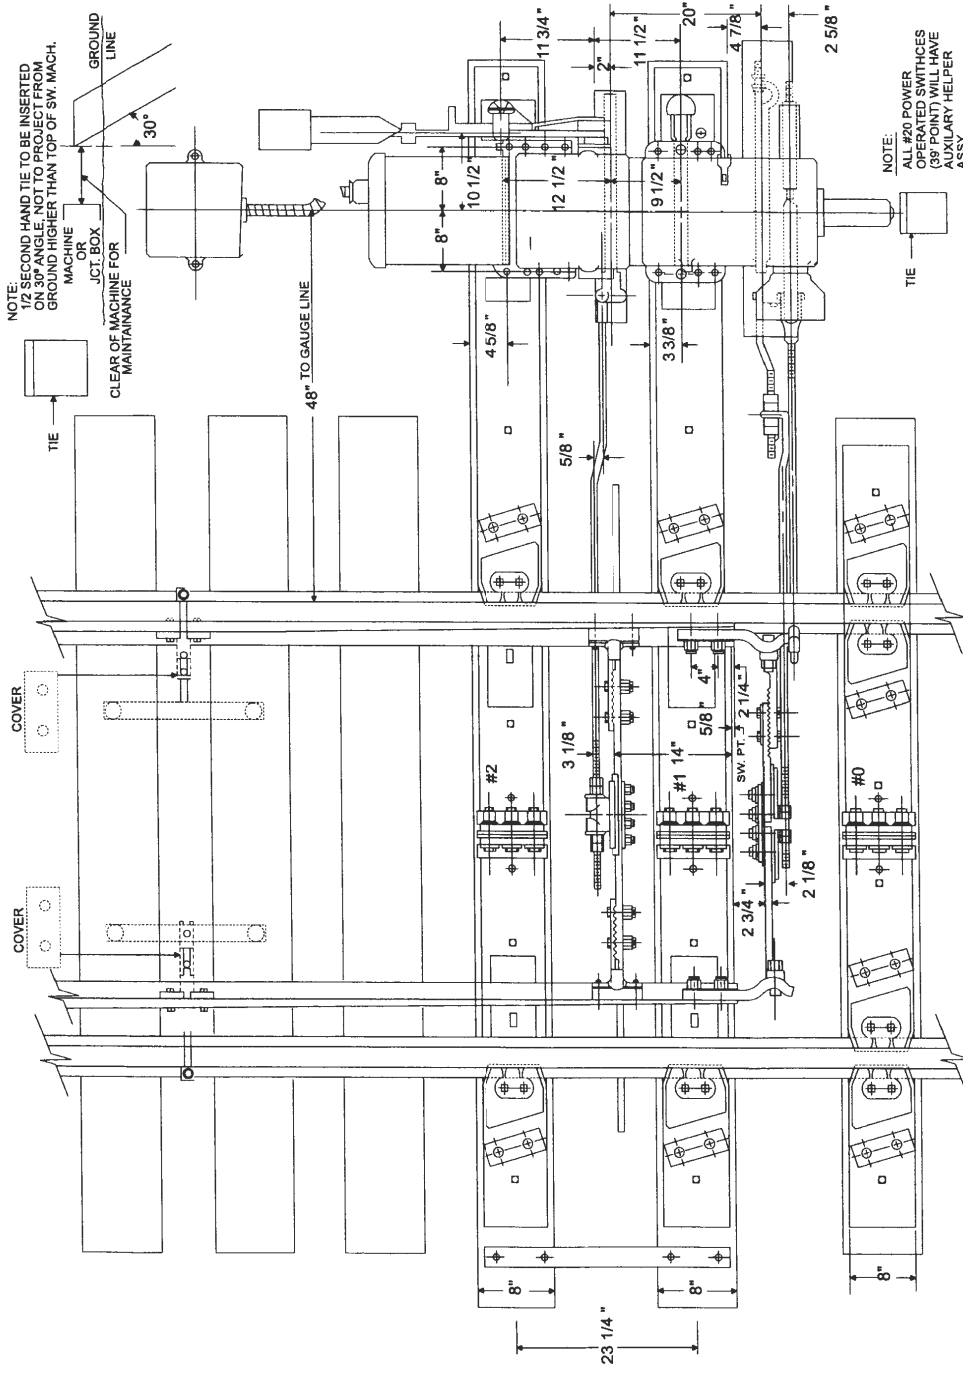 NOTE:
1/2 SECOND HAND TIE TO BE INSERTED
ON 30° ANGLE, NOT TO PROJECT FROM
GROUND HIGHER THAN TOP OF SW. MACH.
MACHINE
OR
JCT. BOX
CLEAR OF MACHINE FOR
MAINTAINANCE
GROUND
LINE
30°
TIE
COVER
COVER
48" TO GAUGE LINE
8"
8"
10 1/2"
12 1/2"
9 1/2"
11 3/4"
2"
11 1/2"
20"
4 7/8"
2 5/8"
4 5/8"
3 3/8"
5/8"
NOTE:
ALL #20 POWER
OPERATED SWITHCES
(39' POINT) WILL HAVE
AUXILARY HELPER
ASSY.
TIE
#2
3 1/8"
14"
#1
4"
5/8"
SW. PT.
2 1/4"
#0
2 3/4"
2 1/8"
8"
8"
8"
23 1/4"